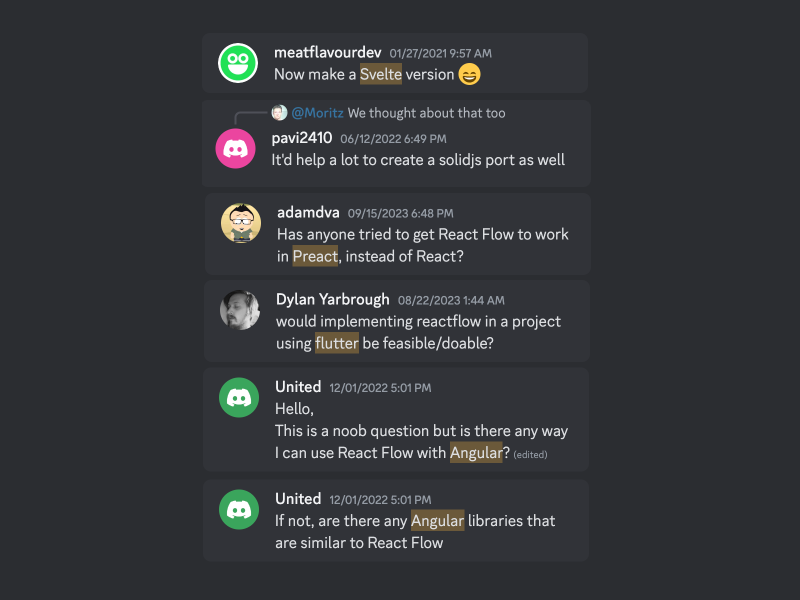 meatflavourdev 01/27/2021 9:57 AM
Now make a Svelte version 😄
@Moritz We thought about that too
pavi2410 06/12/2022 6:49 PM
It'd help a lot to create a solidjs port as well
adamdva 09/15/2023 6:48 PM
Has anyone tried to get React Flow to work
in Preact, instead of React?
Dylan Yarbrough 08/22/2023 1:44 AM
would implementing reactflow in a project
using flutter be feasible/doable?
United 12/01/2022 5:01 PM
Hello,
This is a noob question but is there any way
I can use React Flow with Angular? (edited)
United 12/01/2022 5:01 PM
If not, are there any Angular libraries that
are similar to React Flow